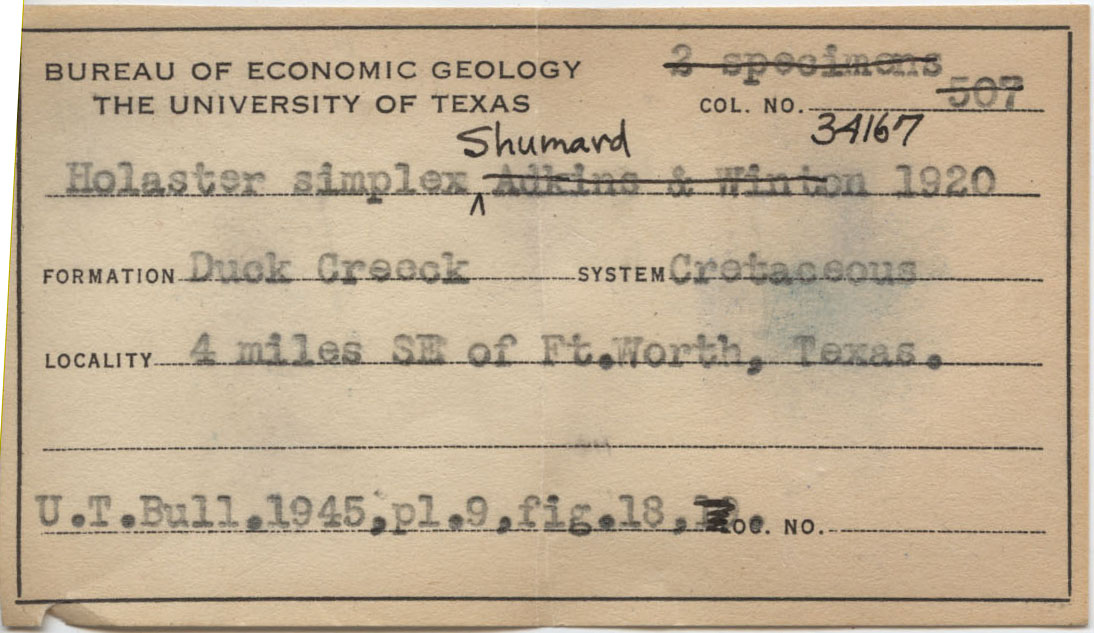 2 specimens
BUREAU OF ECONOMIC GEOLOGY
THE UNIVERSITY OF TEXAS
COL. NO. 507
34167
Shumard
Holaster simplex ^ Adkins & Winton 1920
FORMATION Duck Creeck SYSTEM Cretaceous
LOCALITY 4 miles SE of Ft.Worth, Texas.
U.T.Bull.1945,pl.9,fig.18, LOC. NO.